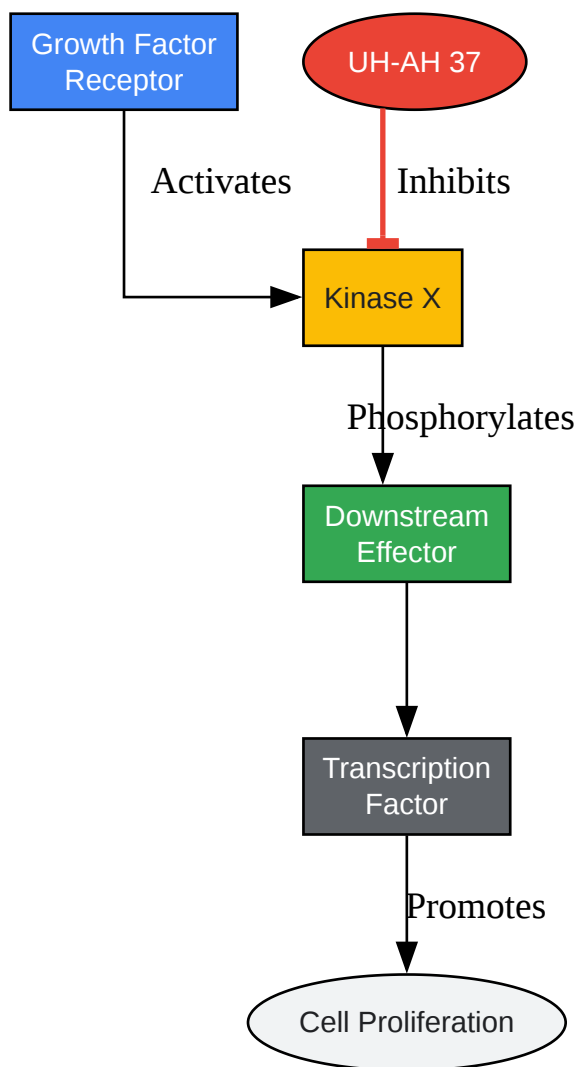 Growth Factor
Receptor
UH-AH 37
Activates
Inhibits
Kinase X
Phosphorylates
Downstream
Effector
Transcription
Factor
Promotes
Cell Proliferation